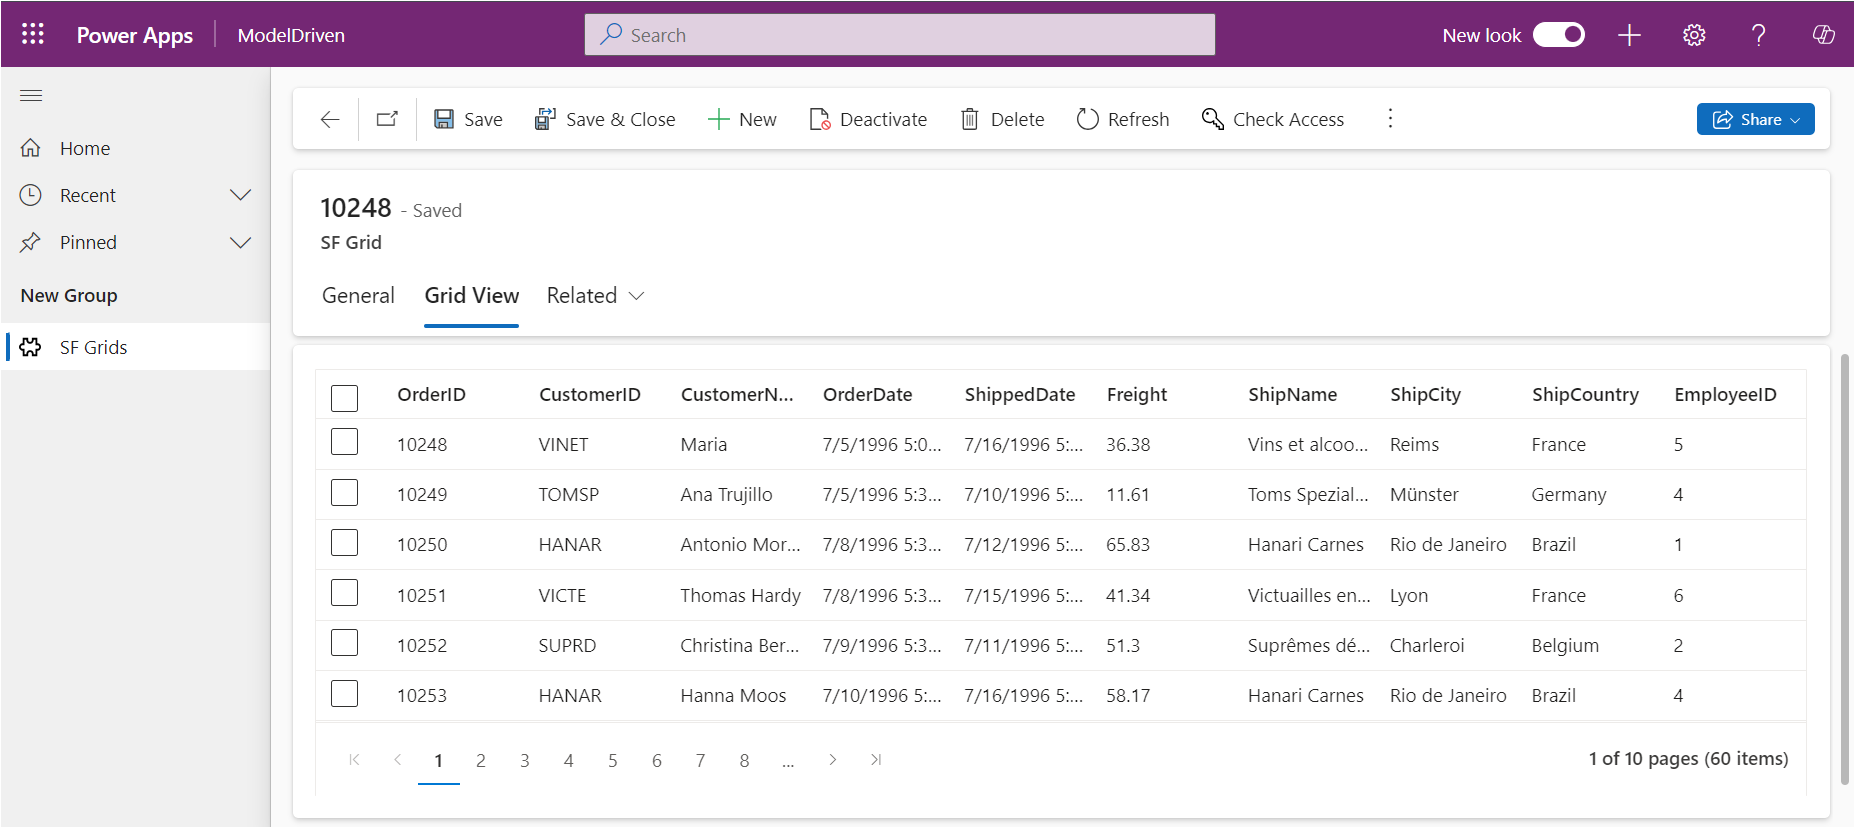 Power Apps ModelDriven Search New look
Save Save & Close New Deactivate Delete Refresh Check Access Share
Home
Recent
Pinned
New Group
SF Grids
10248 - Saved
SF Grid
General Grid View Related
OrderID CustomerID CustomerN... OrderDate ShippedDate Freight ShipName ShipCity ShipCountry EmployeeID
10248 VINET Maria 7/5/1996 5:0... 7/16/1996 5:... 36.38 Vins et alcoo... Reims France 5
10249 TOMSP Ana Trujillo 7/5/1996 5:3... 7/10/1996 5:... 11.61 Toms Spezial... Münster Germany 4
10250 HANAR Antonio Mor... 7/8/1996 5:3... 7/12/1996 5:... 65.83 Hanari Carnes Rio de Janeiro Brazil 1
10251 VICTE Thomas Hardy 7/8/1996 5:3... 7/15/1996 5:... 41.34 Victuailles en... Lyon France 6
10252 SUPRD Christina Ber... 7/9/1996 5:3... 7/11/1996 5:... 51.3 Suprêmes dé... Charleroi Belgium 2
10253 HANAR Hanna Moos 7/10/1996 5:... 7/16/1996 5:... 58.17 Hanari Carnes Rio de Janeiro Brazil 4
1 2 3 4 5 6 7 8 ... 1 of 10 pages (60 items)